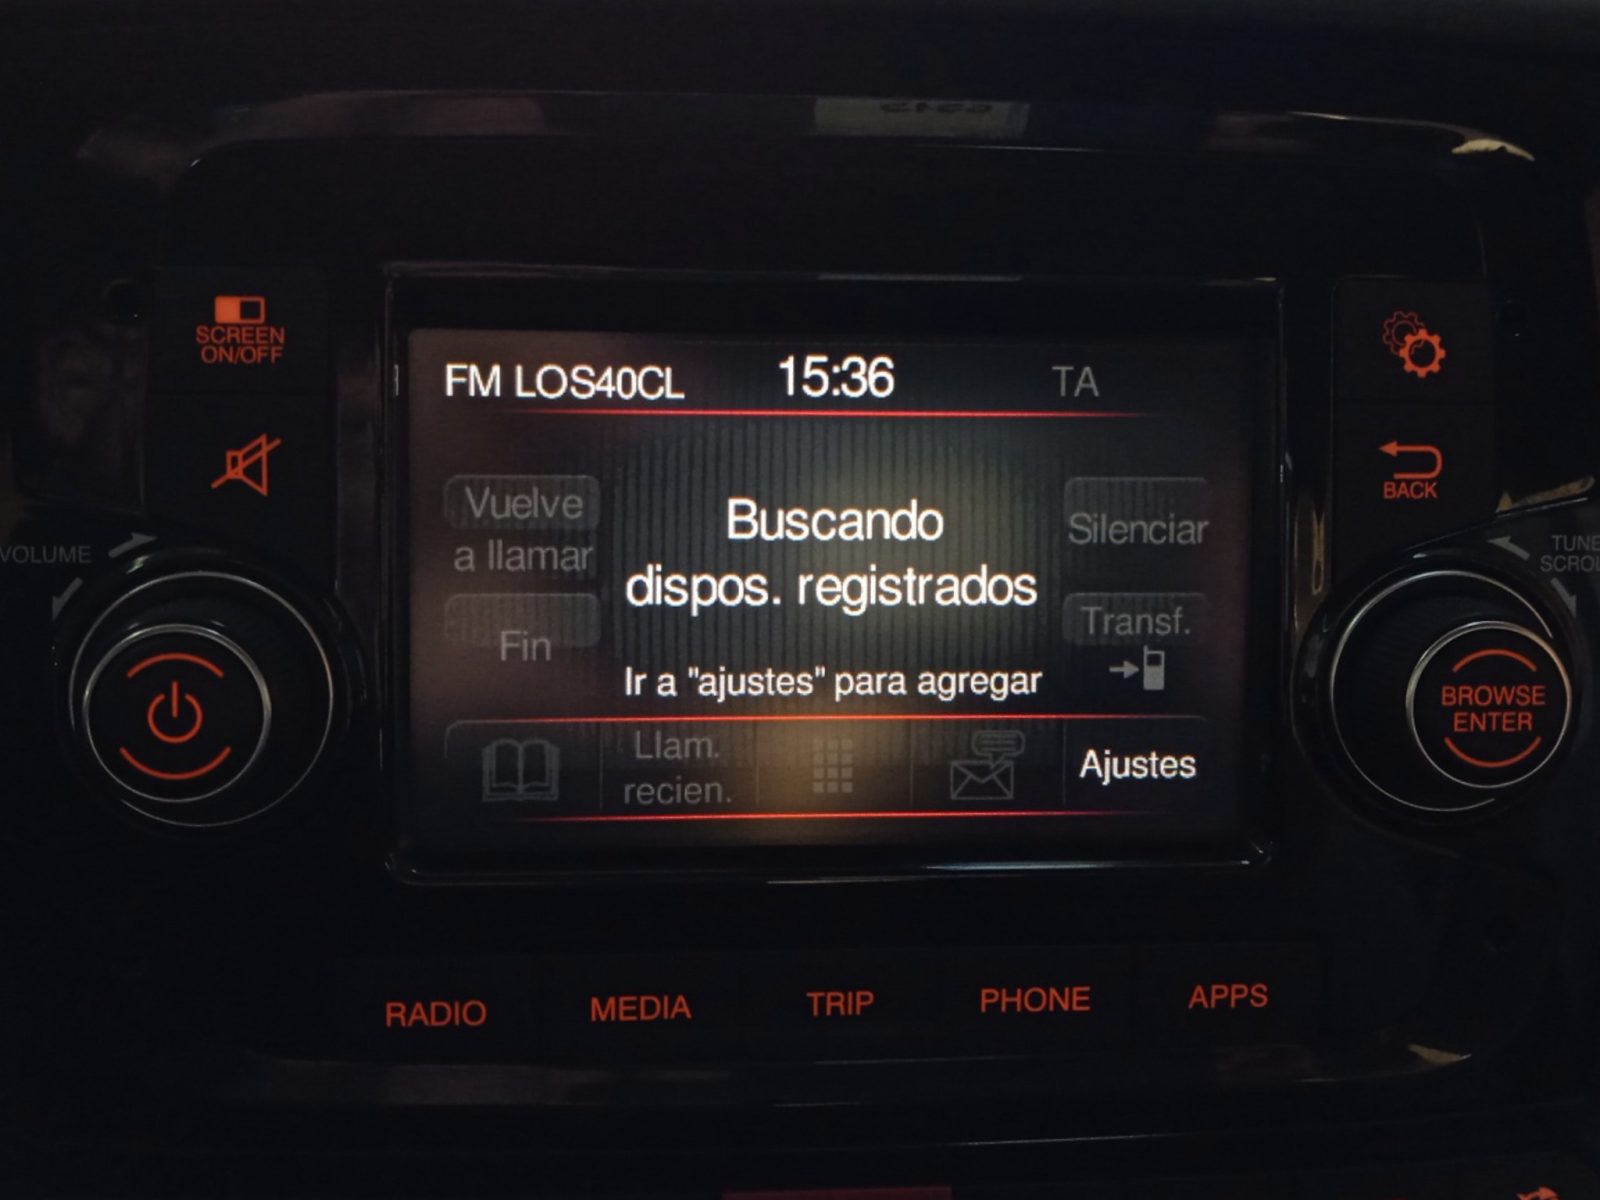 SCREEN
ON/OFF
FM LOS40CL
15:36
TA
BACK
VOLUME
TUNE
Vuelve
a llamar
Buscando
dispos. registrados
Silenciar
Fin
Transf.
Ir a "ajustes" para agregar
BROWSE
ENTER
Llam.
recien.
Ajustes
RADIO
MEDIA
TRIP
PHONE
APPS